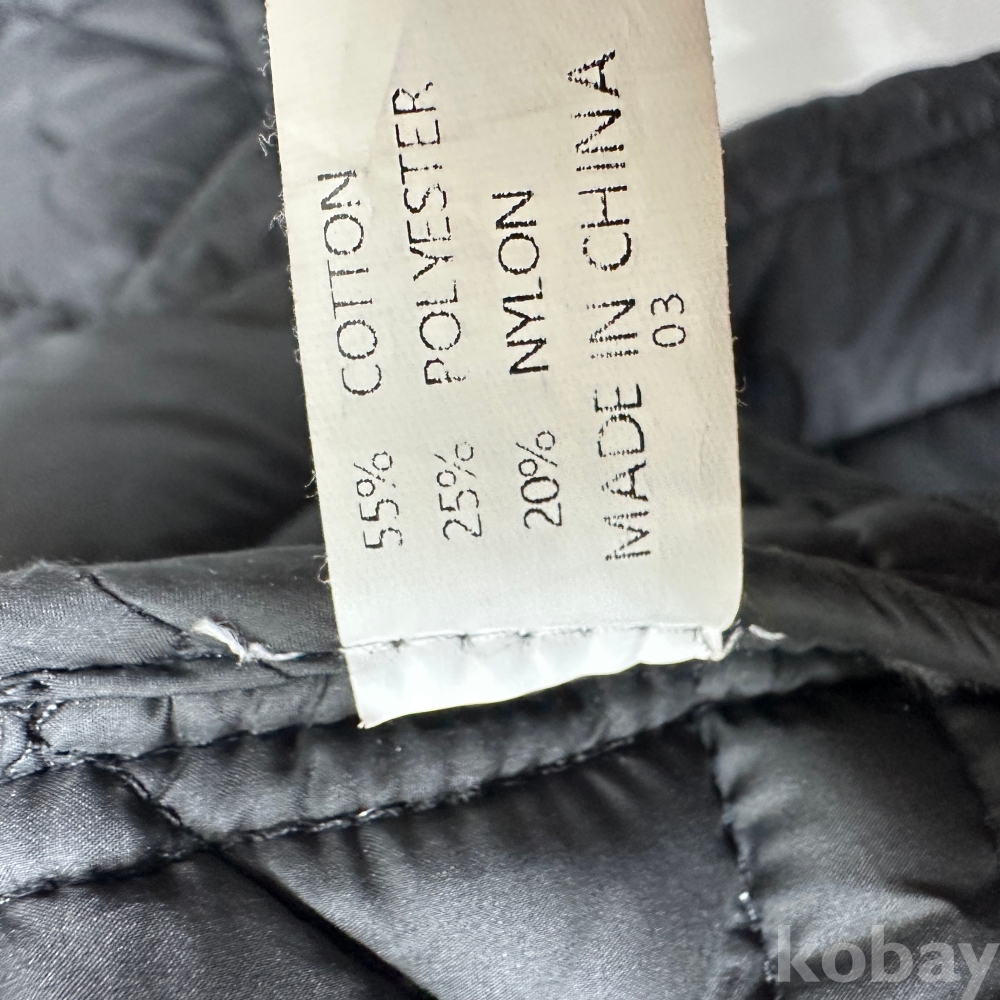 55% COTTON
25% POLYESTER
20% NYLON
MADE IN CHINA
03
kobay